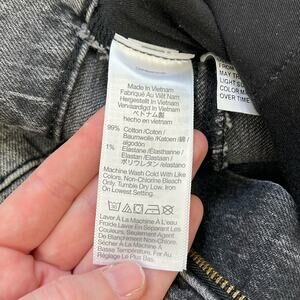 Made In Vietnam
Fabriqué Au Viet Nam
Hergestellt In Vietnam
Vervaardigd In Vietnam
ベトナム製
hecho en vietnam
99% Cotton/Coton/
Baumwolle/Katoen/綿/
algodon
1% Elastane/Elasthanne/
Elastan/Elastaan/
ポリウレタン/elastano
Machine Wash Cold With Like
Colors. Non-Chlorine Bleach
Only. Tumble Dry Low. Iron
On Lowest Setting.
Laver À La Machine À L'eau
Froide Laver En Séparant Les
Couleurs. Seulement Agent
De Blanchiment Non-Chloré.
Sécher À La Machine À
Température Douce. Fer Au
Réglage Le Plus Bas.
MAY
LIGHT
COLOR
OVER TIME